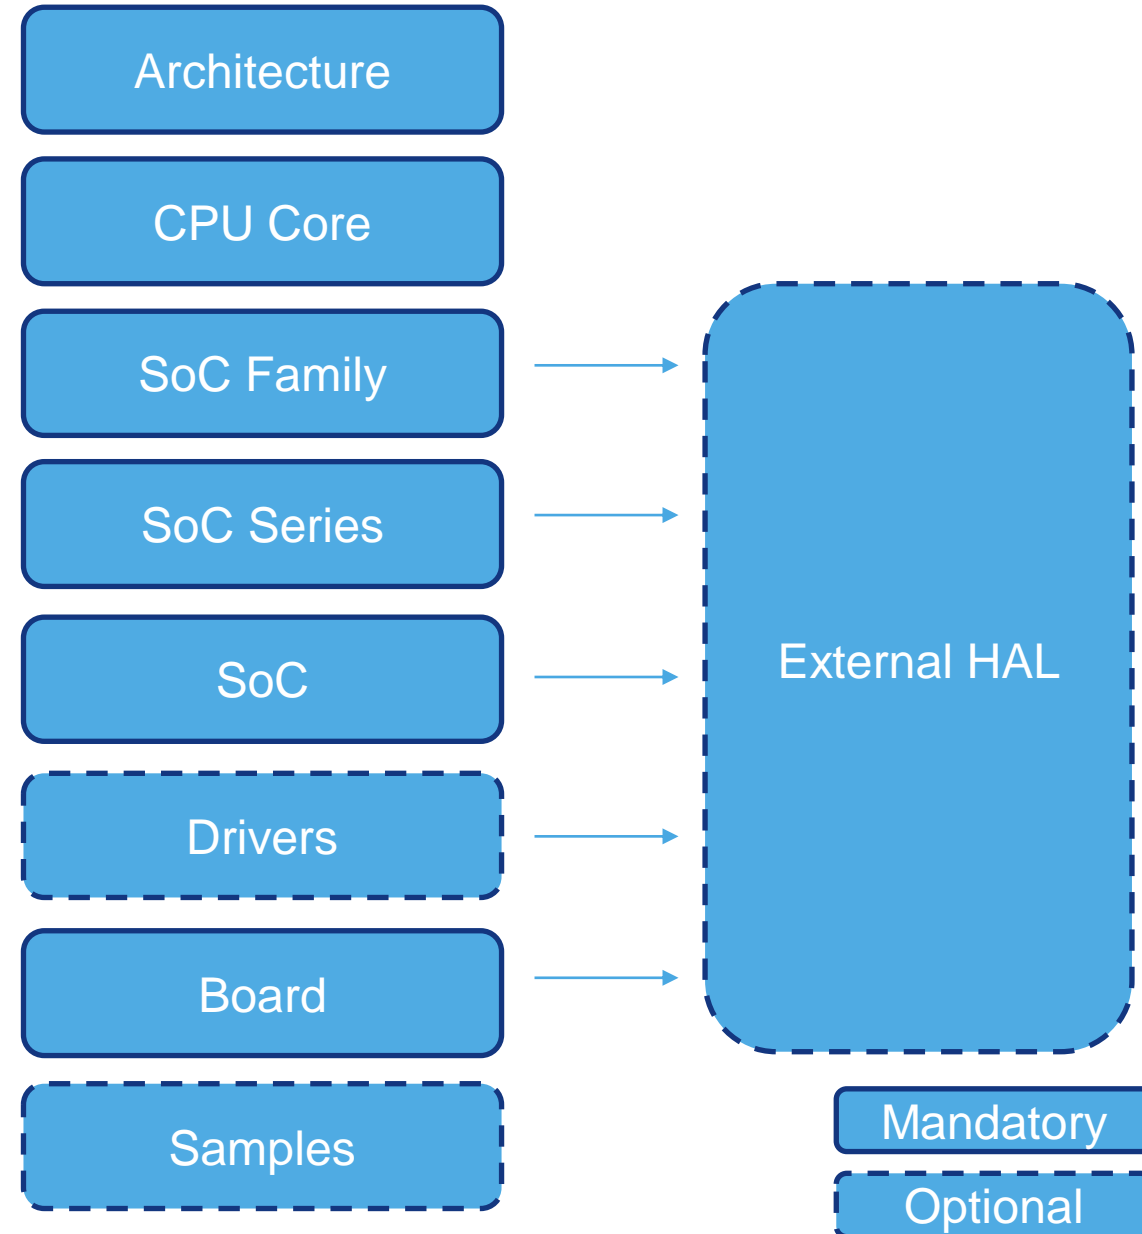 Architecture
CPU Core
SoC Family
SoC Series
SoC
External HAL
Drivers
Board
Samples
Mandatory
Optional